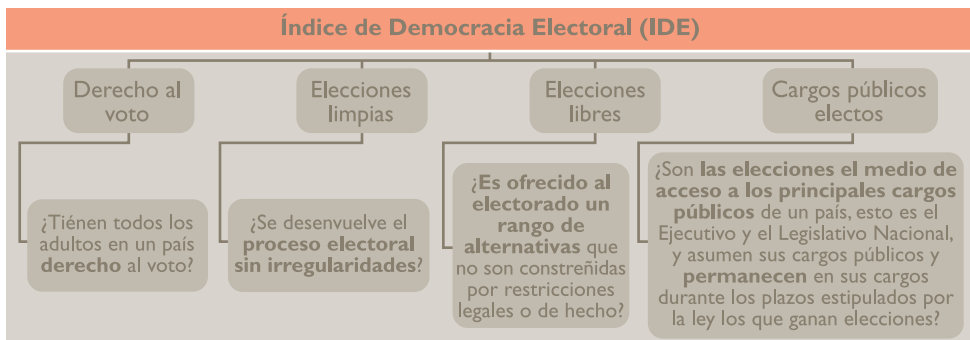 Índice de Democracia Electoral (IDE)
Derecho al
voto
Elecciones
limpias
Elecciones
libres
Cargos públicos
electos
¿Tiénen todos los
adultos en un país
derecho al voto?
¿Se desenvuelve el
proceso electoral
sin irregularidades?
¿Es ofrecido al
electorado un
rango de
alternativas que
no son constreñidas
por restricciones
legales o de hecho?
¿Son las elecciones el medio de
acceso a los principales cargos
públicos de un país, esto es el
Ejecutivo y el Legislativo Nacional,
y asumen sus cargos públicos y
permanecen en sus cargos
durante los plazos estipulados por
la ley los que ganan elecciones?